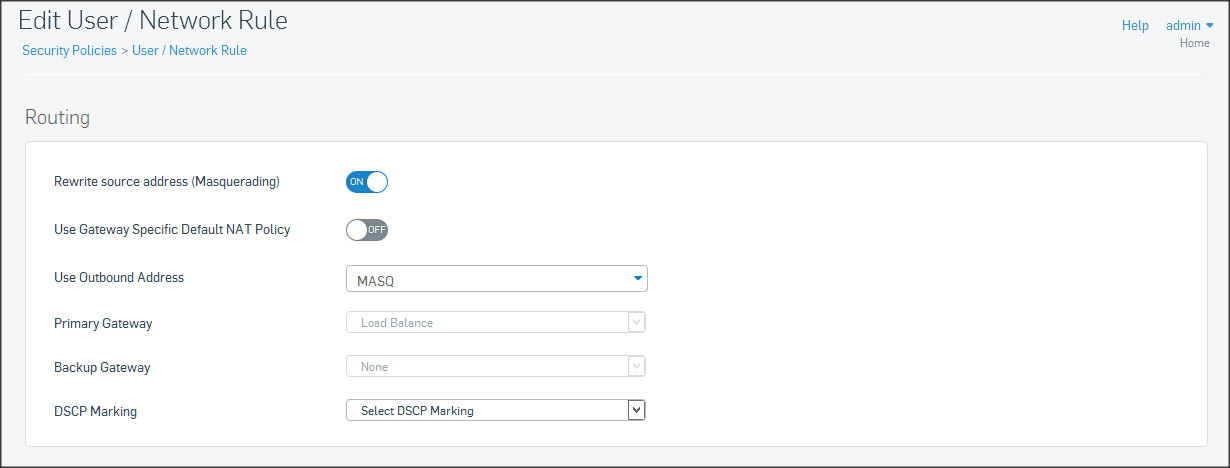 Edit User / Network Rule
Help admin
Security Policies > User / Network Rule
Home
Routing
Rewrite source address (Masquerading) ON
Use Gateway Specific Default NAT Policy OFF
Use Outbound Address MASQ
Primary Gateway Load Balance
Backup Gateway None
DSCP Marking Select DSCP Marking